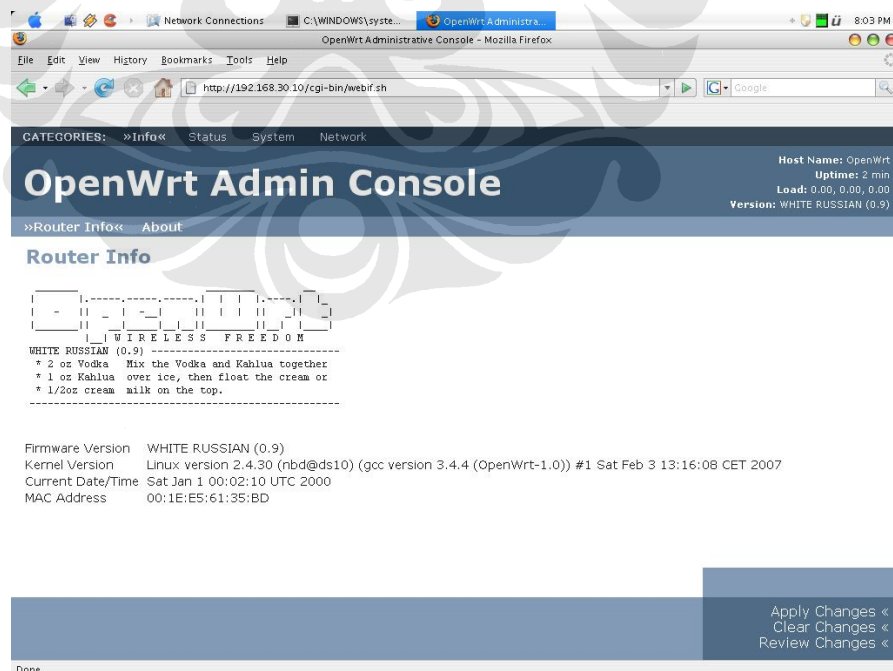 Network Connections C:\WINDOWS\syste... OpenWrt Administra... 8:03 PM
OpenWrt Administrative Console - Mozilla Firefox
File Edit View History Bookmarks Tools Help
http://192.168.30.10/cgi-bin/webif.sh Google
CATEGORIES: »Info« Status System Network
OpenWrt Admin Console
Host Name: OpenWrt
Uptime: 2 min
Load: 0.00, 0.00, 0.00
Version: WHITE RUSSIAN (0.9)
»Router Info« About
Router Info
W I R E L E S S F R E E D O M
WHITE RUSSIAN (0.9) -------------------------------
* 2 oz Vodka Mix the Vodka and Kahlua together
* 1 oz Kahlua over ice, then float the cream or
* 1/2oz cream milk on the top.
---------------------------------------------------
Firmware Version WHITE RUSSIAN (0.9)
Kernel Version Linux version 2.4.30 (nbd@ds10) (gcc version 3.4.4 (OpenWrt-1.0)) #1 Sat Feb 3 13:16:08 CET 2007
Current Date/Time Sat Jan 1 00:02:10 UTC 2000
MAC Address 00:1E:E5:61:35:BD
Apply Changes «
Clear Changes «
Review Changes «
Done